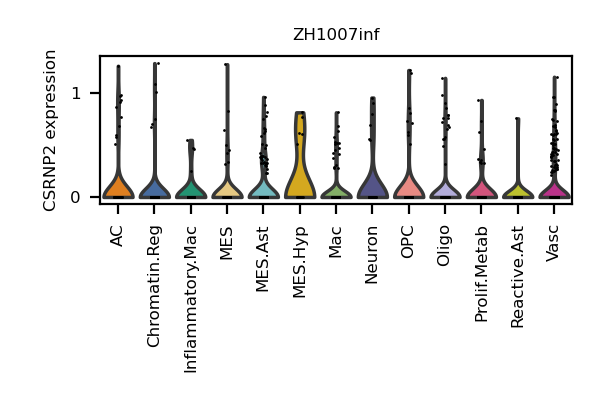 ZH1007inf
CSRNP2 expression
1
0
AC
Chromatin.Reg
Inflammatory.Mac
MES
MES.Ast
MES.Hyp
Mac
Neuron
OPC
Oligo
Prolif.Metab
Reactive.Ast
Vasc